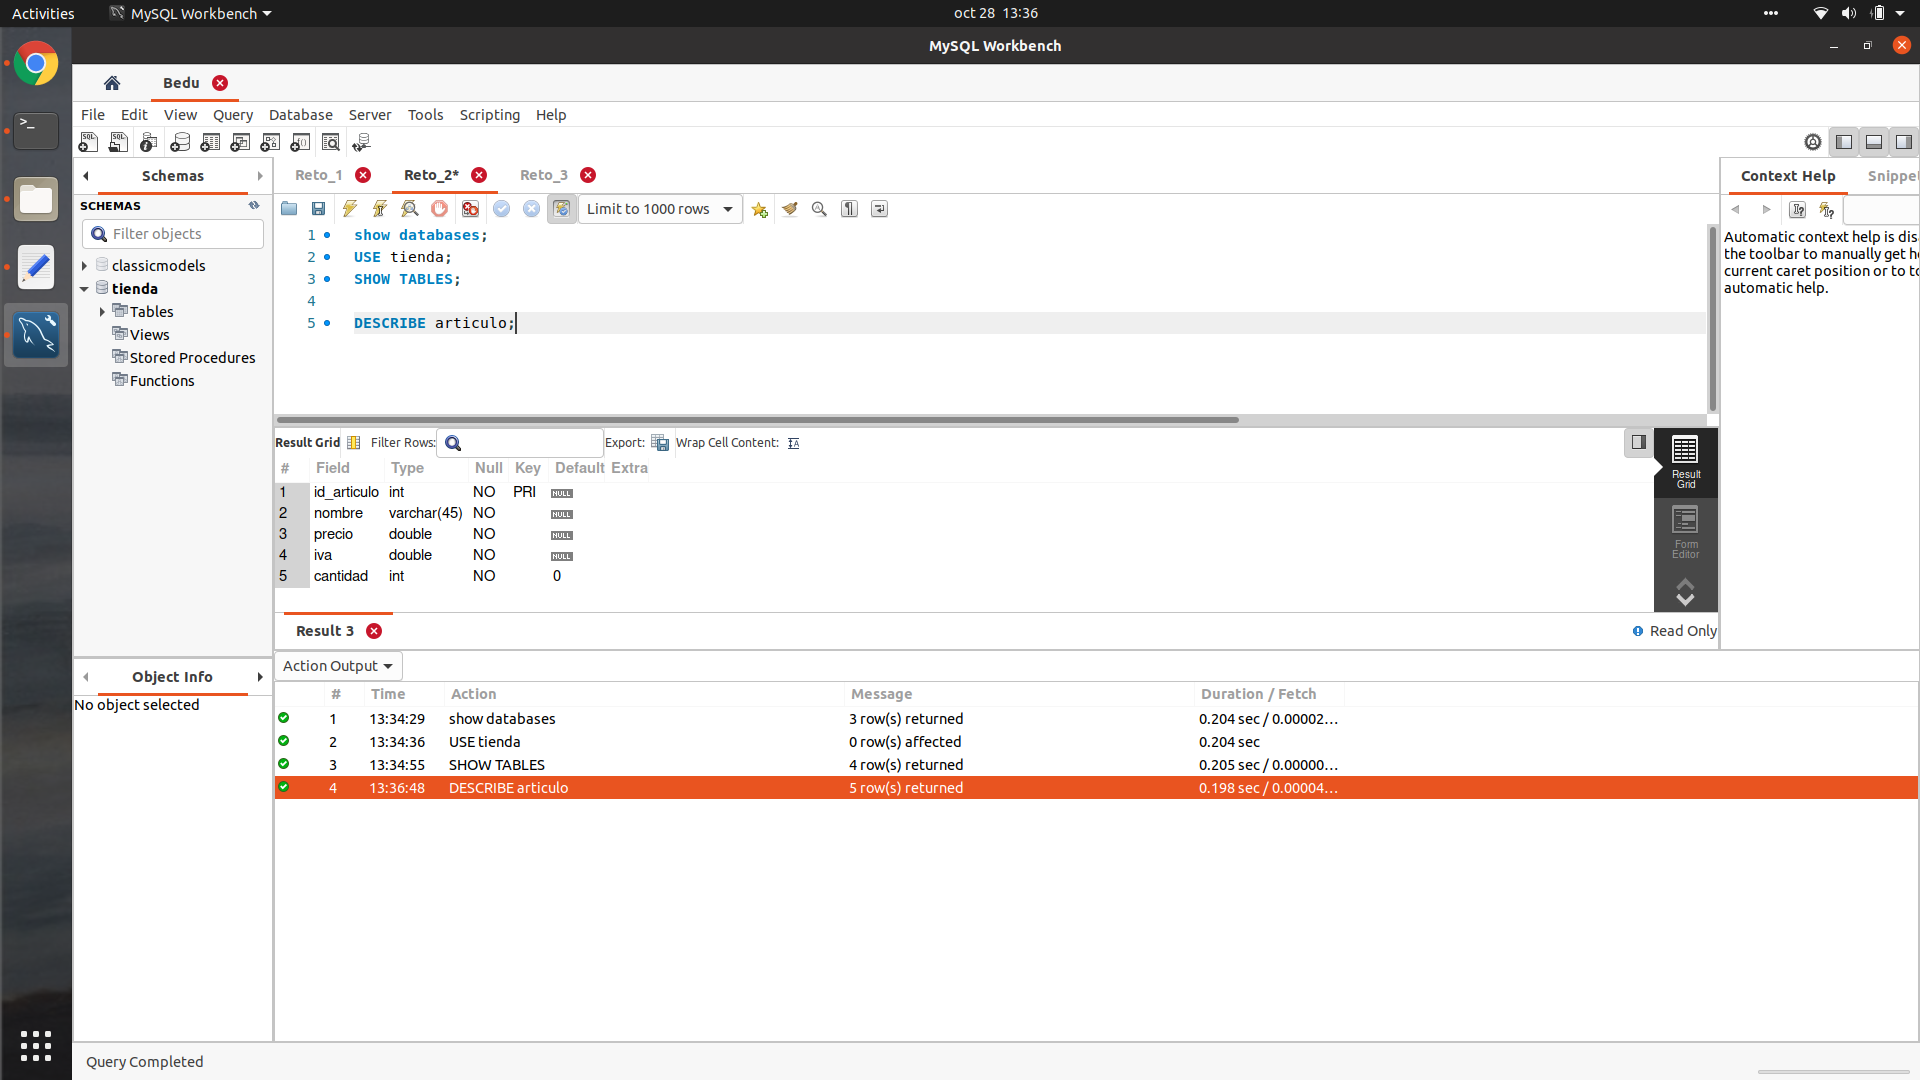 Activities MySQL Workbench oct 28 13:36
MySQL Workbench
Bedu
File Edit View Query Database Server Tools Scripting Help
Schemas
SCHEMAS
Filter objects
classicmodels
tienda
Tables
Views
Stored Procedures
Functions
Reto_1 Reto_2* Reto_3
Limit to 1000 rows
1 show databases;
2 USE tienda;
3 SHOW TABLES;
4
5 DESCRIBE articulo;
Context Help Snippe
Automatic context help is dis
the toolbar to manually get h
current caret position or to to
automatic help.
Result Grid Filter Rows: Export: Wrap Cell Content:
# Field Type Null Key Default Extra
1 id_articulo int NO PRI NULL
2 nombre varchar(45) NO NULL
3 precio double NO NULL
4 iva double NO NULL
5 cantidad int NO 0
Result Grid
Form Editor
Result 3 Read Only
Object Info
No object selected
Action Output
# Time Action Message Duration / Fetch
1 13:34:29 show databases 3 row(s) returned 0.204 sec / 0.00002...
2 13:34:36 USE tienda 0 row(s) affected 0.204 sec
3 13:34:55 SHOW TABLES 4 row(s) returned 0.205 sec / 0.00000...
4 13:36:48 DESCRIBE articulo 5 row(s) returned 0.198 sec / 0.00004...
Query Completed